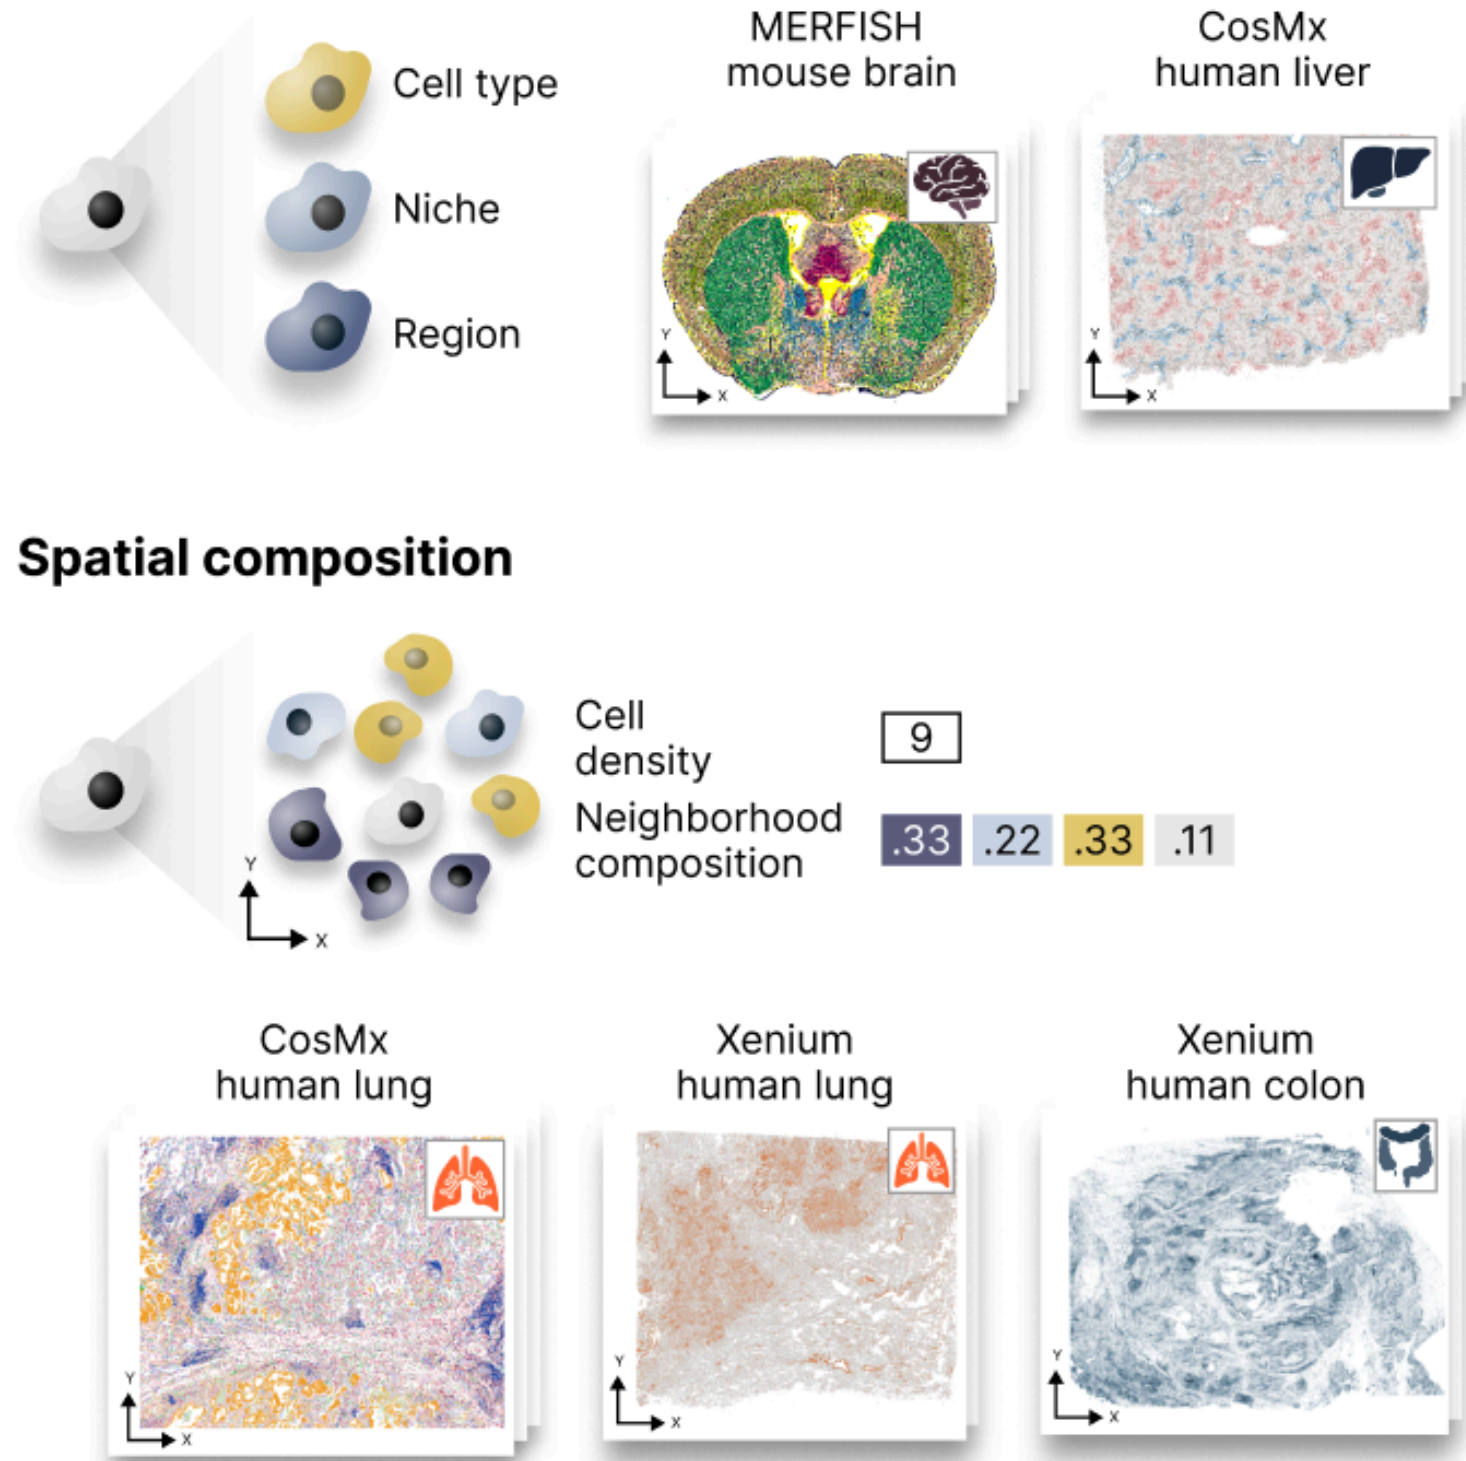 MERFISH
mouse brain
CosMx
human liver
Cell type
Niche
Region
Y
X
Y
X
Spatial composition
Cell
density
9
Neighborhood
composition
.33 .22 .33 .11
Y
X
CosMx
human lung
Xenium
human lung
Xenium
human colon
Y
X
Y
X
Y
X